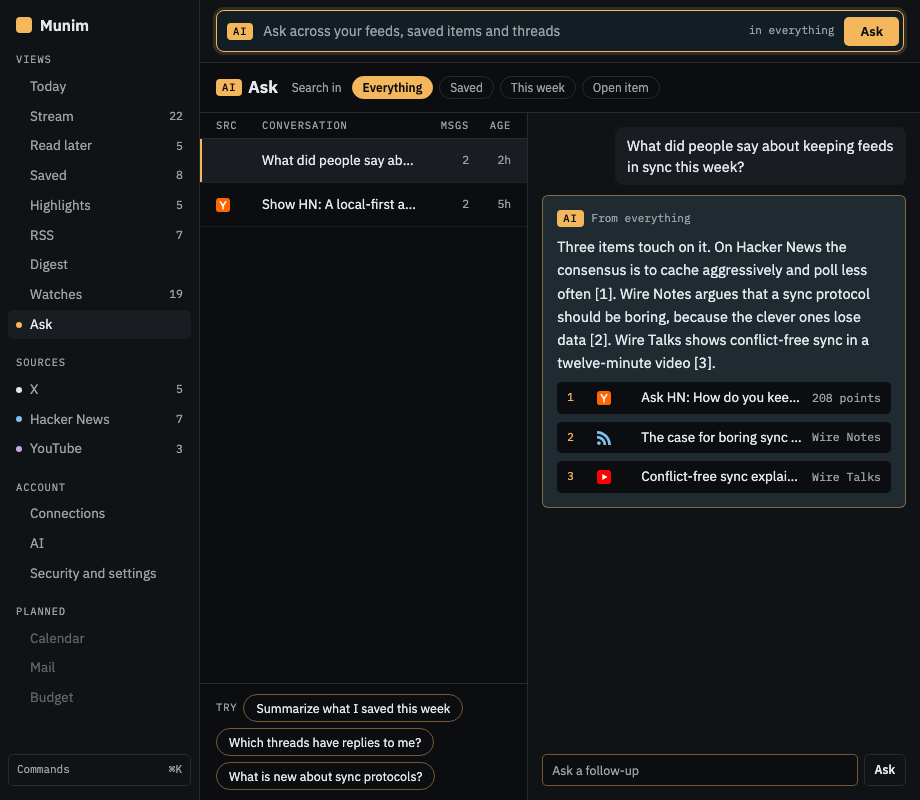 Munim
VIEWS
Today
Stream 22
Read later 5
Saved 8
Highlights 5
RSS 7
Digest
Watches 19
Ask
SOURCES
X 5
Hacker News 7
YouTube 3
ACCOUNT
Connections
AI
Security and settings
PLANNED
Calendar
Mail
Budget
Commands ⌘K
AI Ask across your feeds, saved items and threads in everything Ask
AI Ask Search in Everything Saved This week Open item
SRC CONVERSATION MSGS AGE
What did people say ab... 2 2h
Y Show HN: A local-first a... 2 5h
TRY Summarize what I saved this week
Which threads have replies to me?
What is new about sync protocols?
What did people say about keeping feeds
in sync this week?
AI From everything
Three items touch on it. On Hacker News the
consensus is to cache aggressively and poll less
often [1]. Wire Notes argues that a sync protocol
should be boring, because the clever ones lose
data [2]. Wire Talks shows conflict-free sync in a
twelve-minute video [3].
1 Y Ask HN: How do you kee... 208 points
2 The case for boring sync ... Wire Notes
3 Conflict-free sync explai... Wire Talks
Ask a follow-up Ask